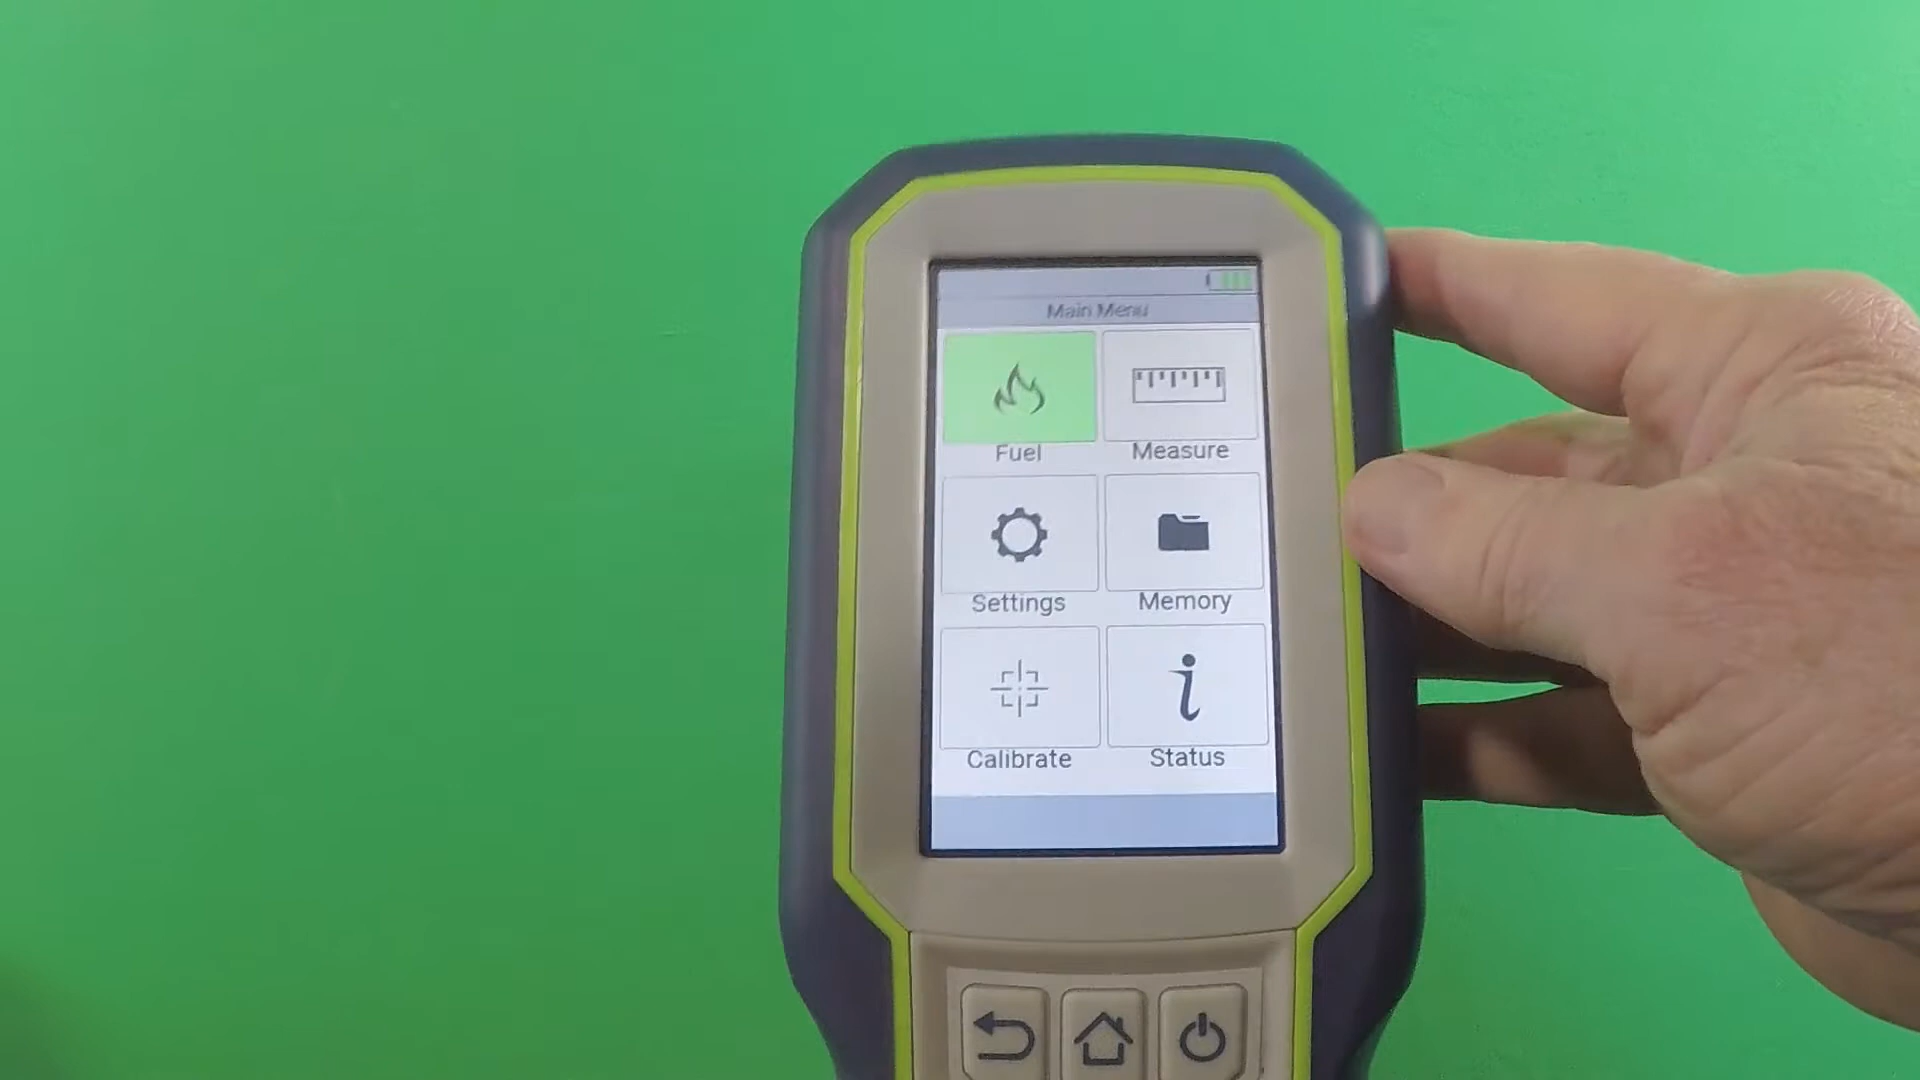 Main Menu
Fuel Measure
Settings Memory
Calibrate Status